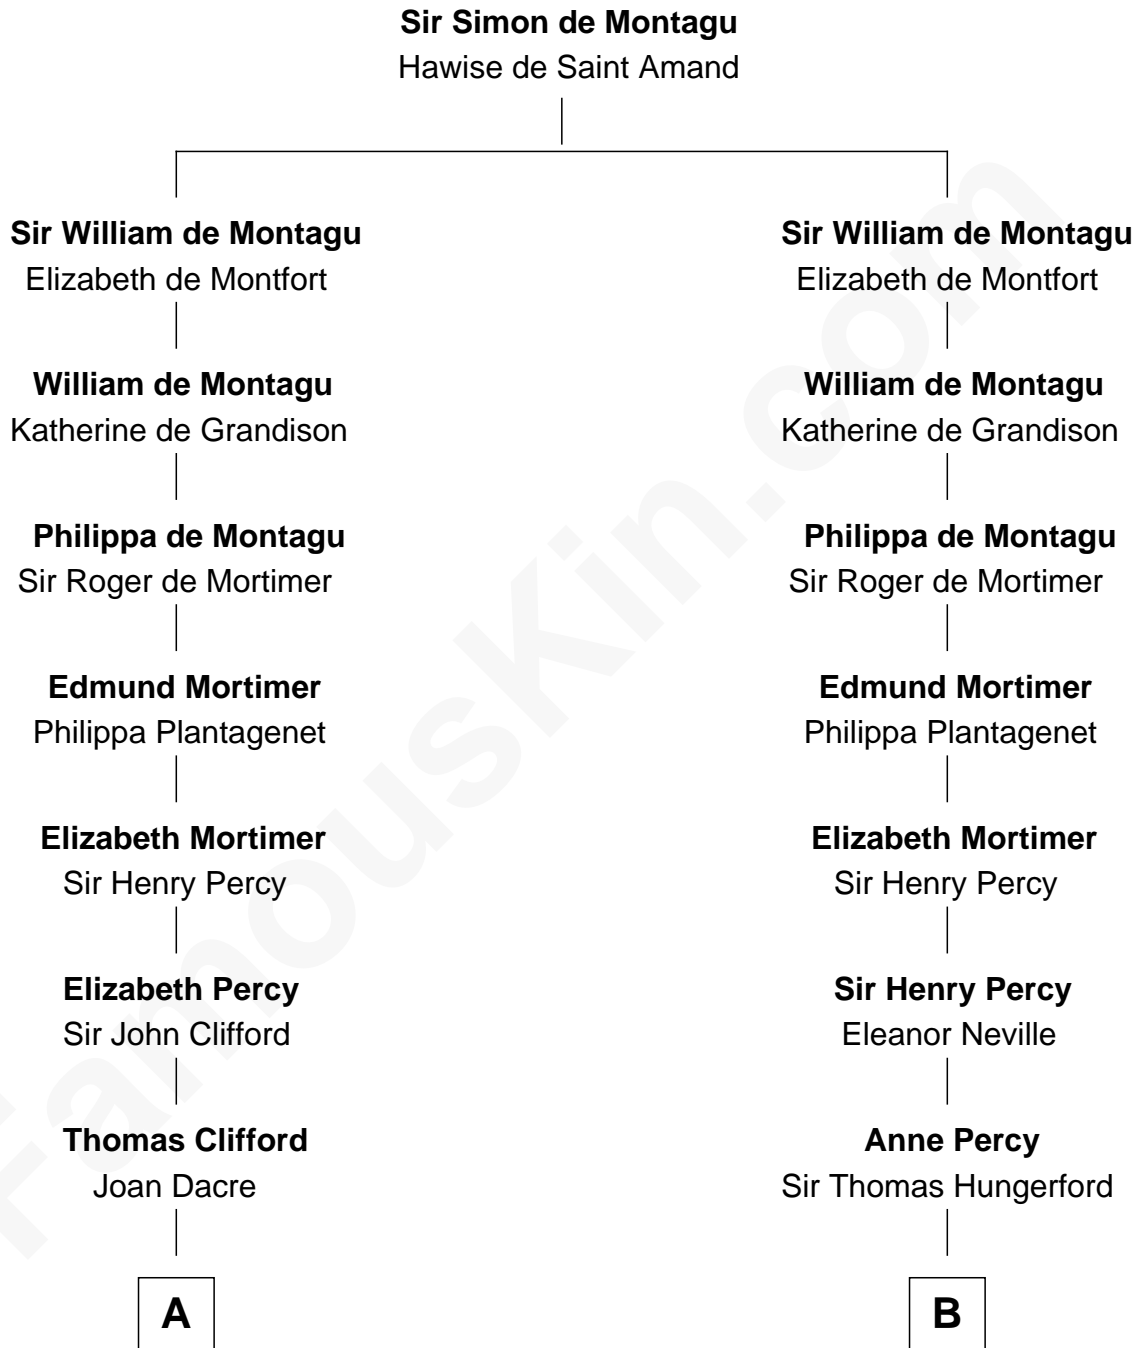 Sir Simon de Montagu
Hawise de Saint Amand
Sir William de Montagu
Elizabeth de Montfort
William de Montagu
Katherine de Grandison
Philippa de Montagu
Sir Roger de Mortimer
Edmund Mortimer
Philippa Plantagenet
Elizabeth Mortimer
Sir Henry Percy
Elizabeth Percy
Sir John Clifford
Thomas Clifford
Joan Dacre
A
Sir William de Montagu
Elizabeth de Montfort
William de Montagu
Katherine de Grandison
Philippa de Montagu
Sir Roger de Mortimer
Edmund Mortimer
Philippa Plantagenet
Elizabeth Mortimer
Sir Henry Percy
Sir Henry Percy
Eleanor Neville
Anne Percy
Sir Thomas Hungerford
B
FamousKin.com